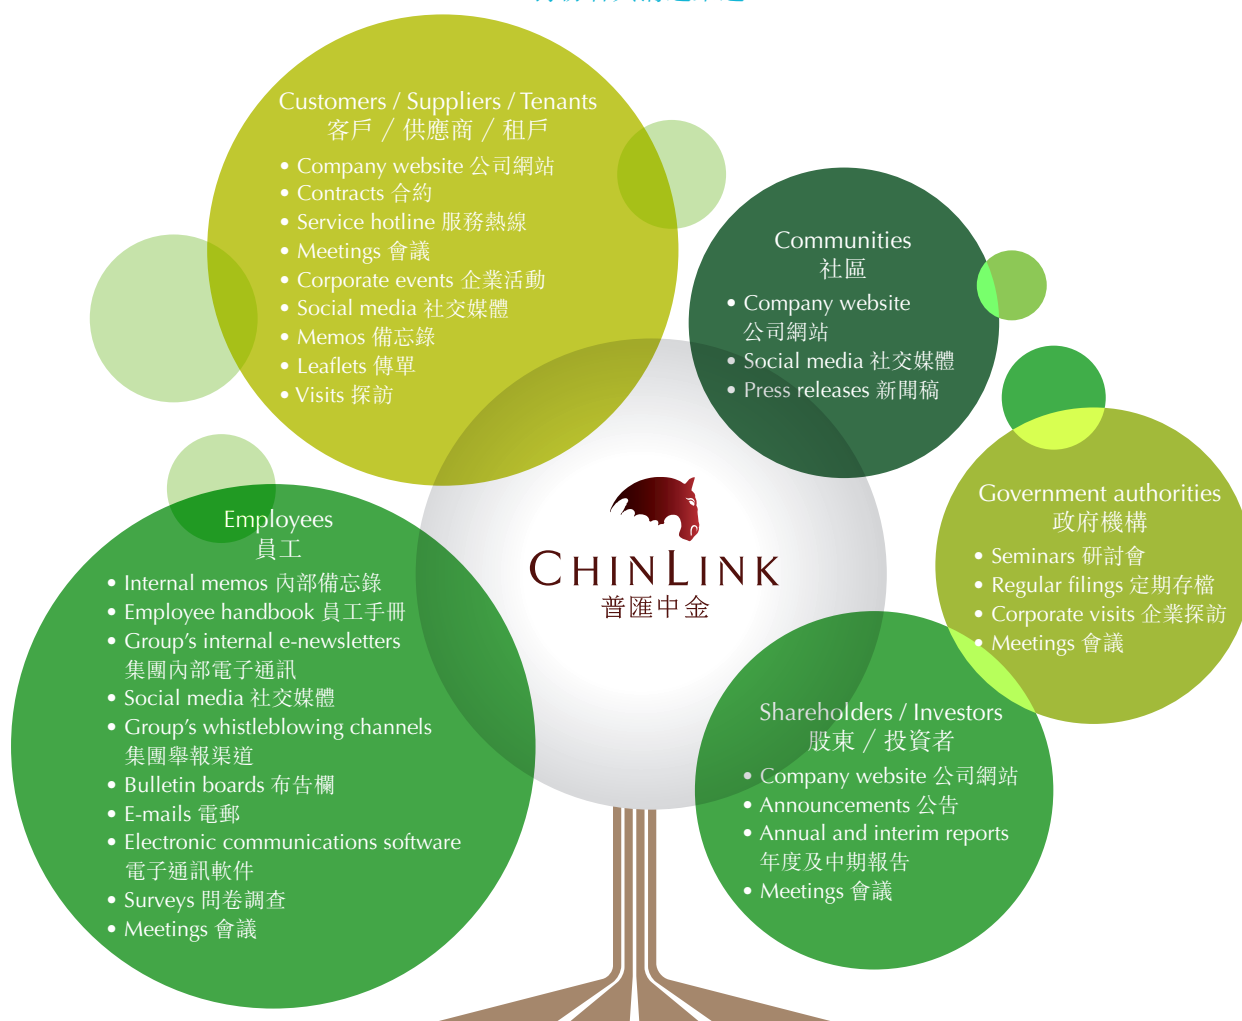 Customers / Suppliers / Tenants
客戶 / 供應商 / 租戶
• Company website 公司網站
• Contracts 合約
• Service hotline 服務熱線
• Meetings 會議
• Corporate events 企業活動
• Social media 社交媒體
• Memos 備忘錄
• Leaflets 傳單
• Visits 探訪
Communities
社區
• Company website
公司網站
• Social media 社交媒體
• Press releases 新聞稿
Employees
員工
• Internal memos 內部備忘錄
• Employee handbook 員工手冊
• Group's internal e-newsletters
集團內部電子通訊
• Social media 社交媒體
• Group's whistleblowing channels
集團舉報渠道
• Bulletin boards 布告欄
• E-mails 電郵
• Electronic communications software
電子通訊軟件
• Surveys 問卷調查
• Meetings 會議
CHINLINK
普匯中金
Government authorities
政府機構
• Seminars 研討會
• Regular filings 定期存檔
• Corporate visits 企業探訪
• Meetings 會議
Shareholders / Investors
股東 / 投資者
• Company website 公司網站
• Announcements 公告
• Annual and interim reports
年度及中期報告
• Meetings 會議